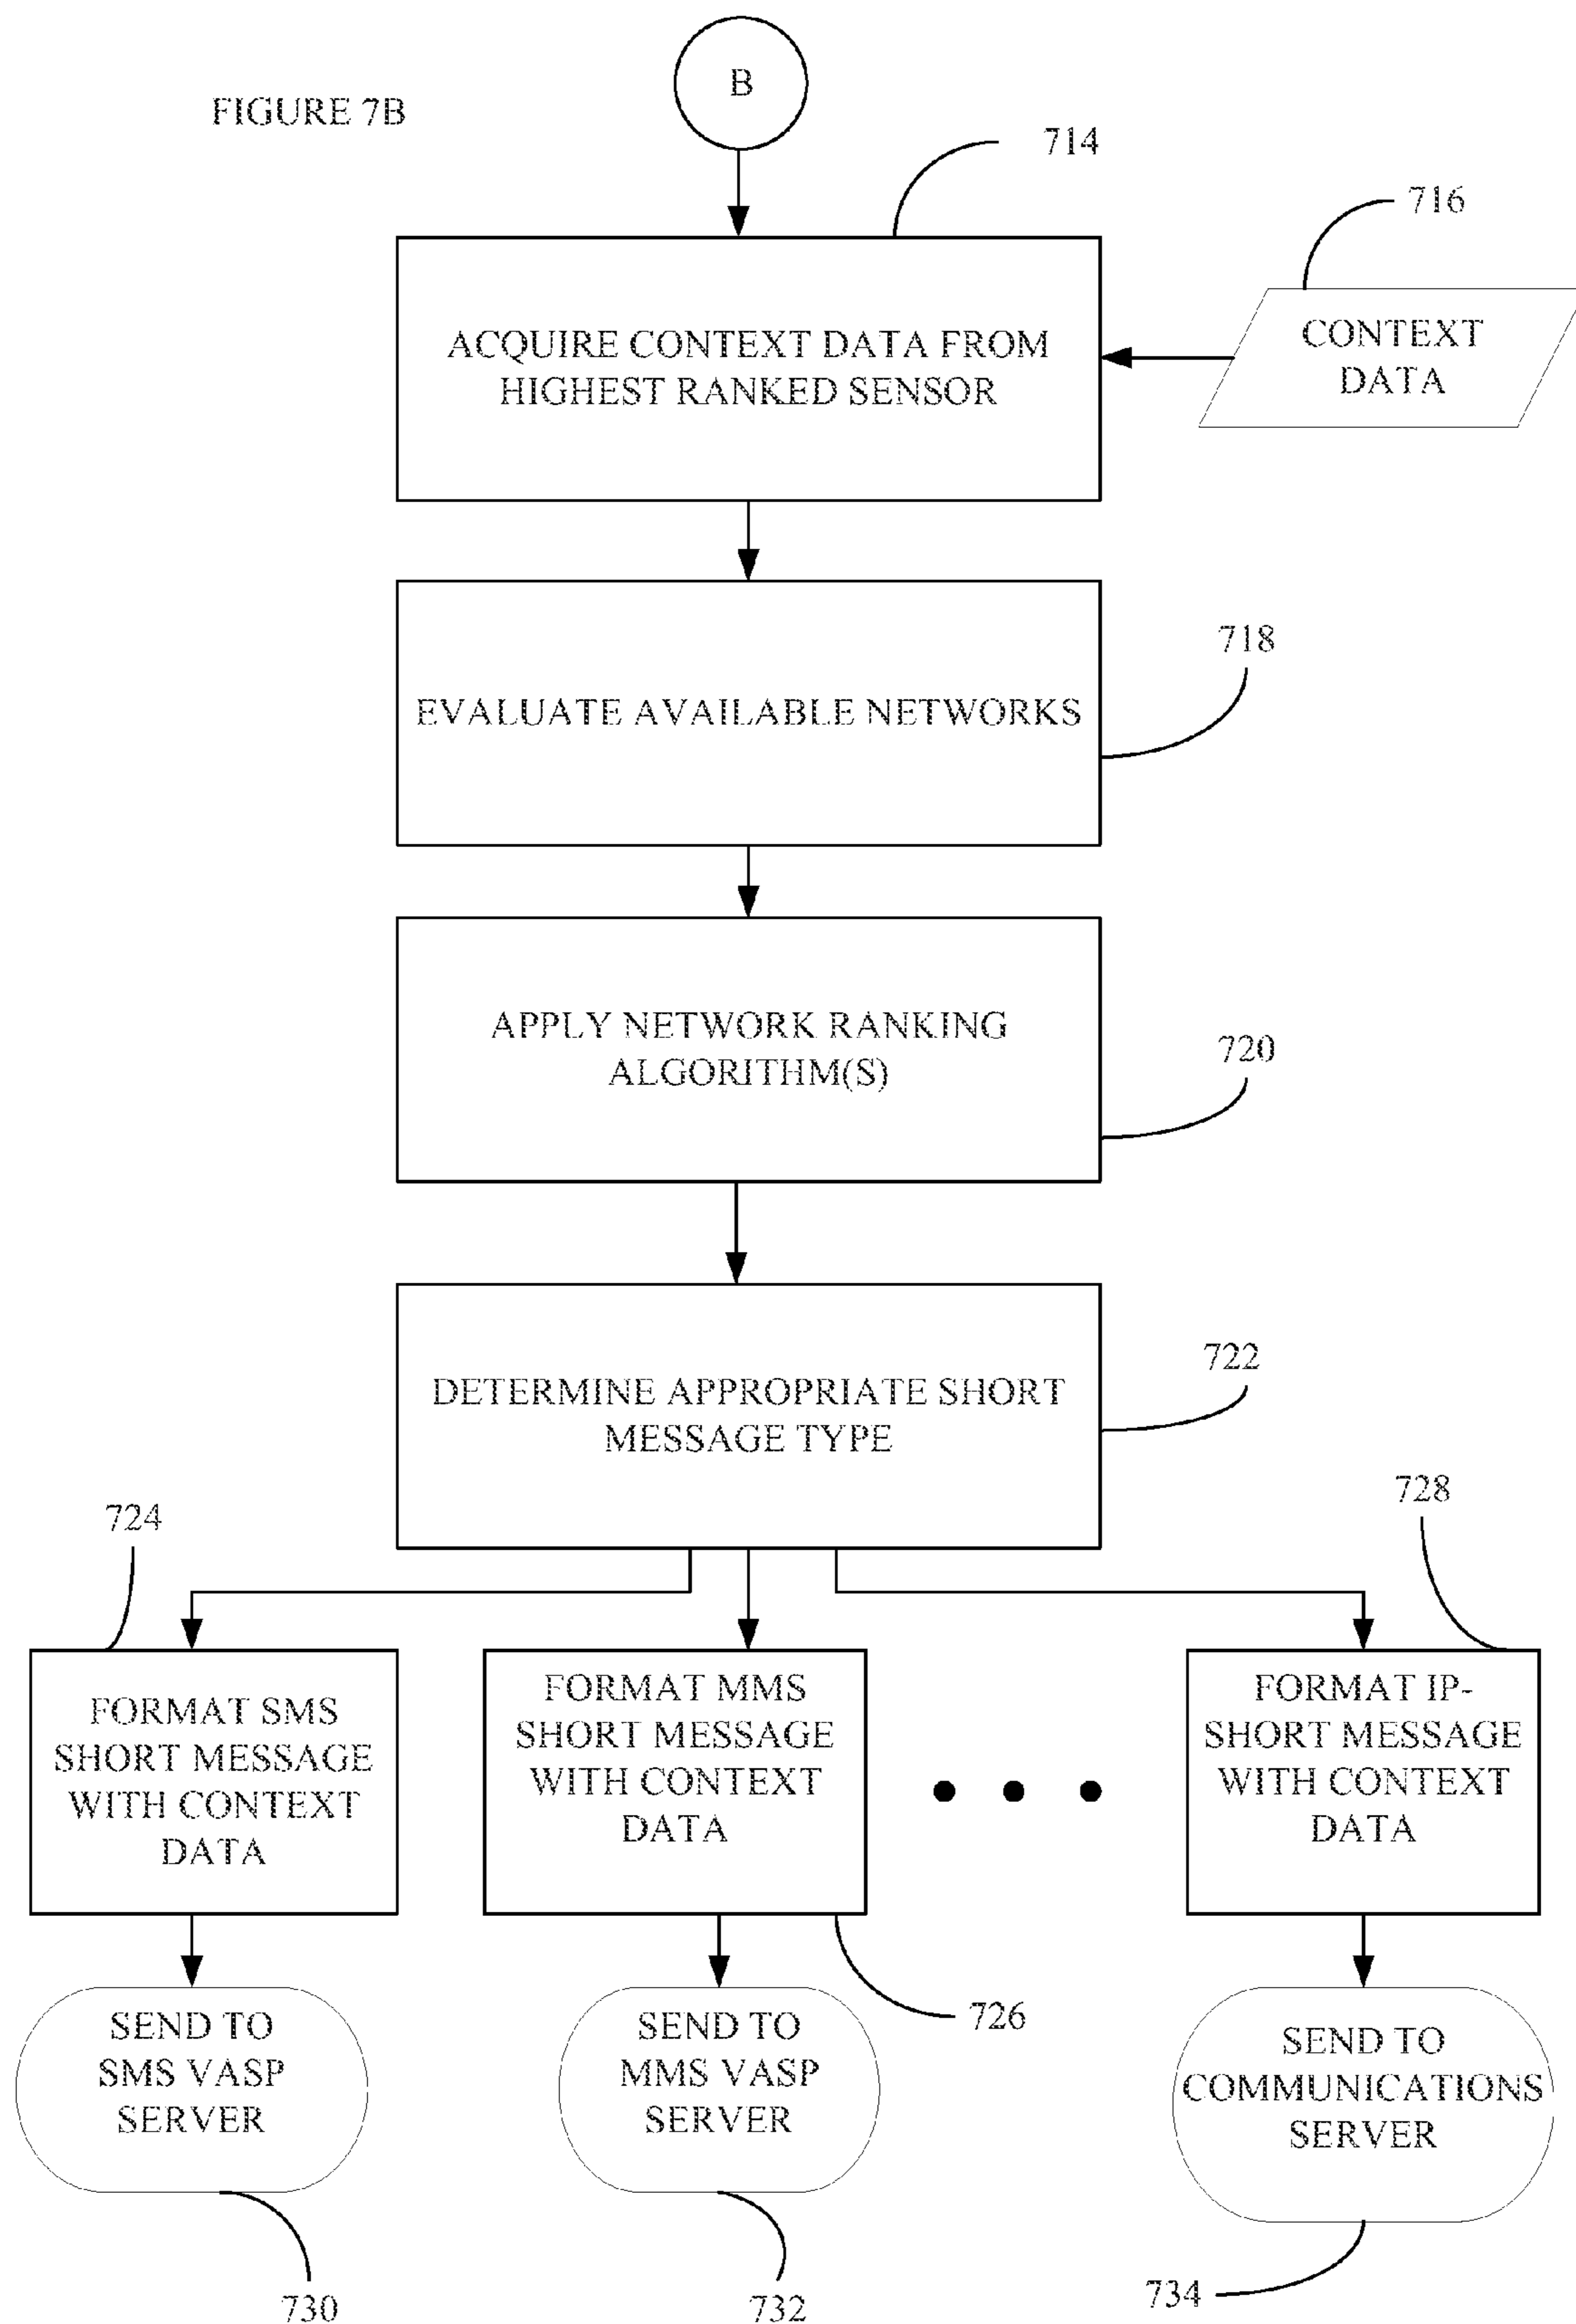 B
FIGURE 7B
714
716
ACQUIRE CONTEXT DATA FROM
HIGHEST RANKED SENSOR
CONTEXT
DATA
718
EVALUATE AVAILABLE NETWORKS
APPLY NETWORK RANKING
ALGORITHM(S)
720
722
DETERMINE APPROPRIATE SHORT
MESSAGE TYPE
724
728
FORMAT SMS
SHORT MESSAGE
WITH CONTEXT
DATA
FORMAT MMS
SHORT MESSAGE
WITH CONTEXT
DATA
FORMAT IP-
SHORT MESSAGE
WITH CONTEXT
DATA
SEND TO
SMS VASP
SERVER
SEND TO
MMS VASP
SERVER
726
SEND TO
COMMUNICATIONS
SERVER
730
732
734